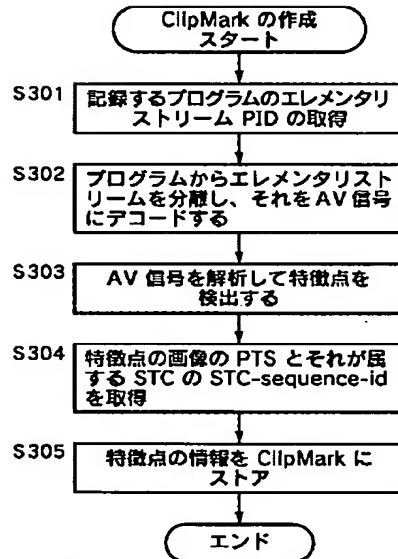 ClipMark の作成
スタート
S301
記録するプログラムのエレメンタリ
ストリーム PID の取得
S302
プログラムからエレメンタリスト
リームを分離し、それを AV 信号
にデコードする
S303
AV 信号を解析して特徴点を
検出する
S304
特徴点の画像の PTS とそれが属
する STC の STC-sequence-id
を取得
S305
特徴点の情報を ClipMark に
ストア
エンド